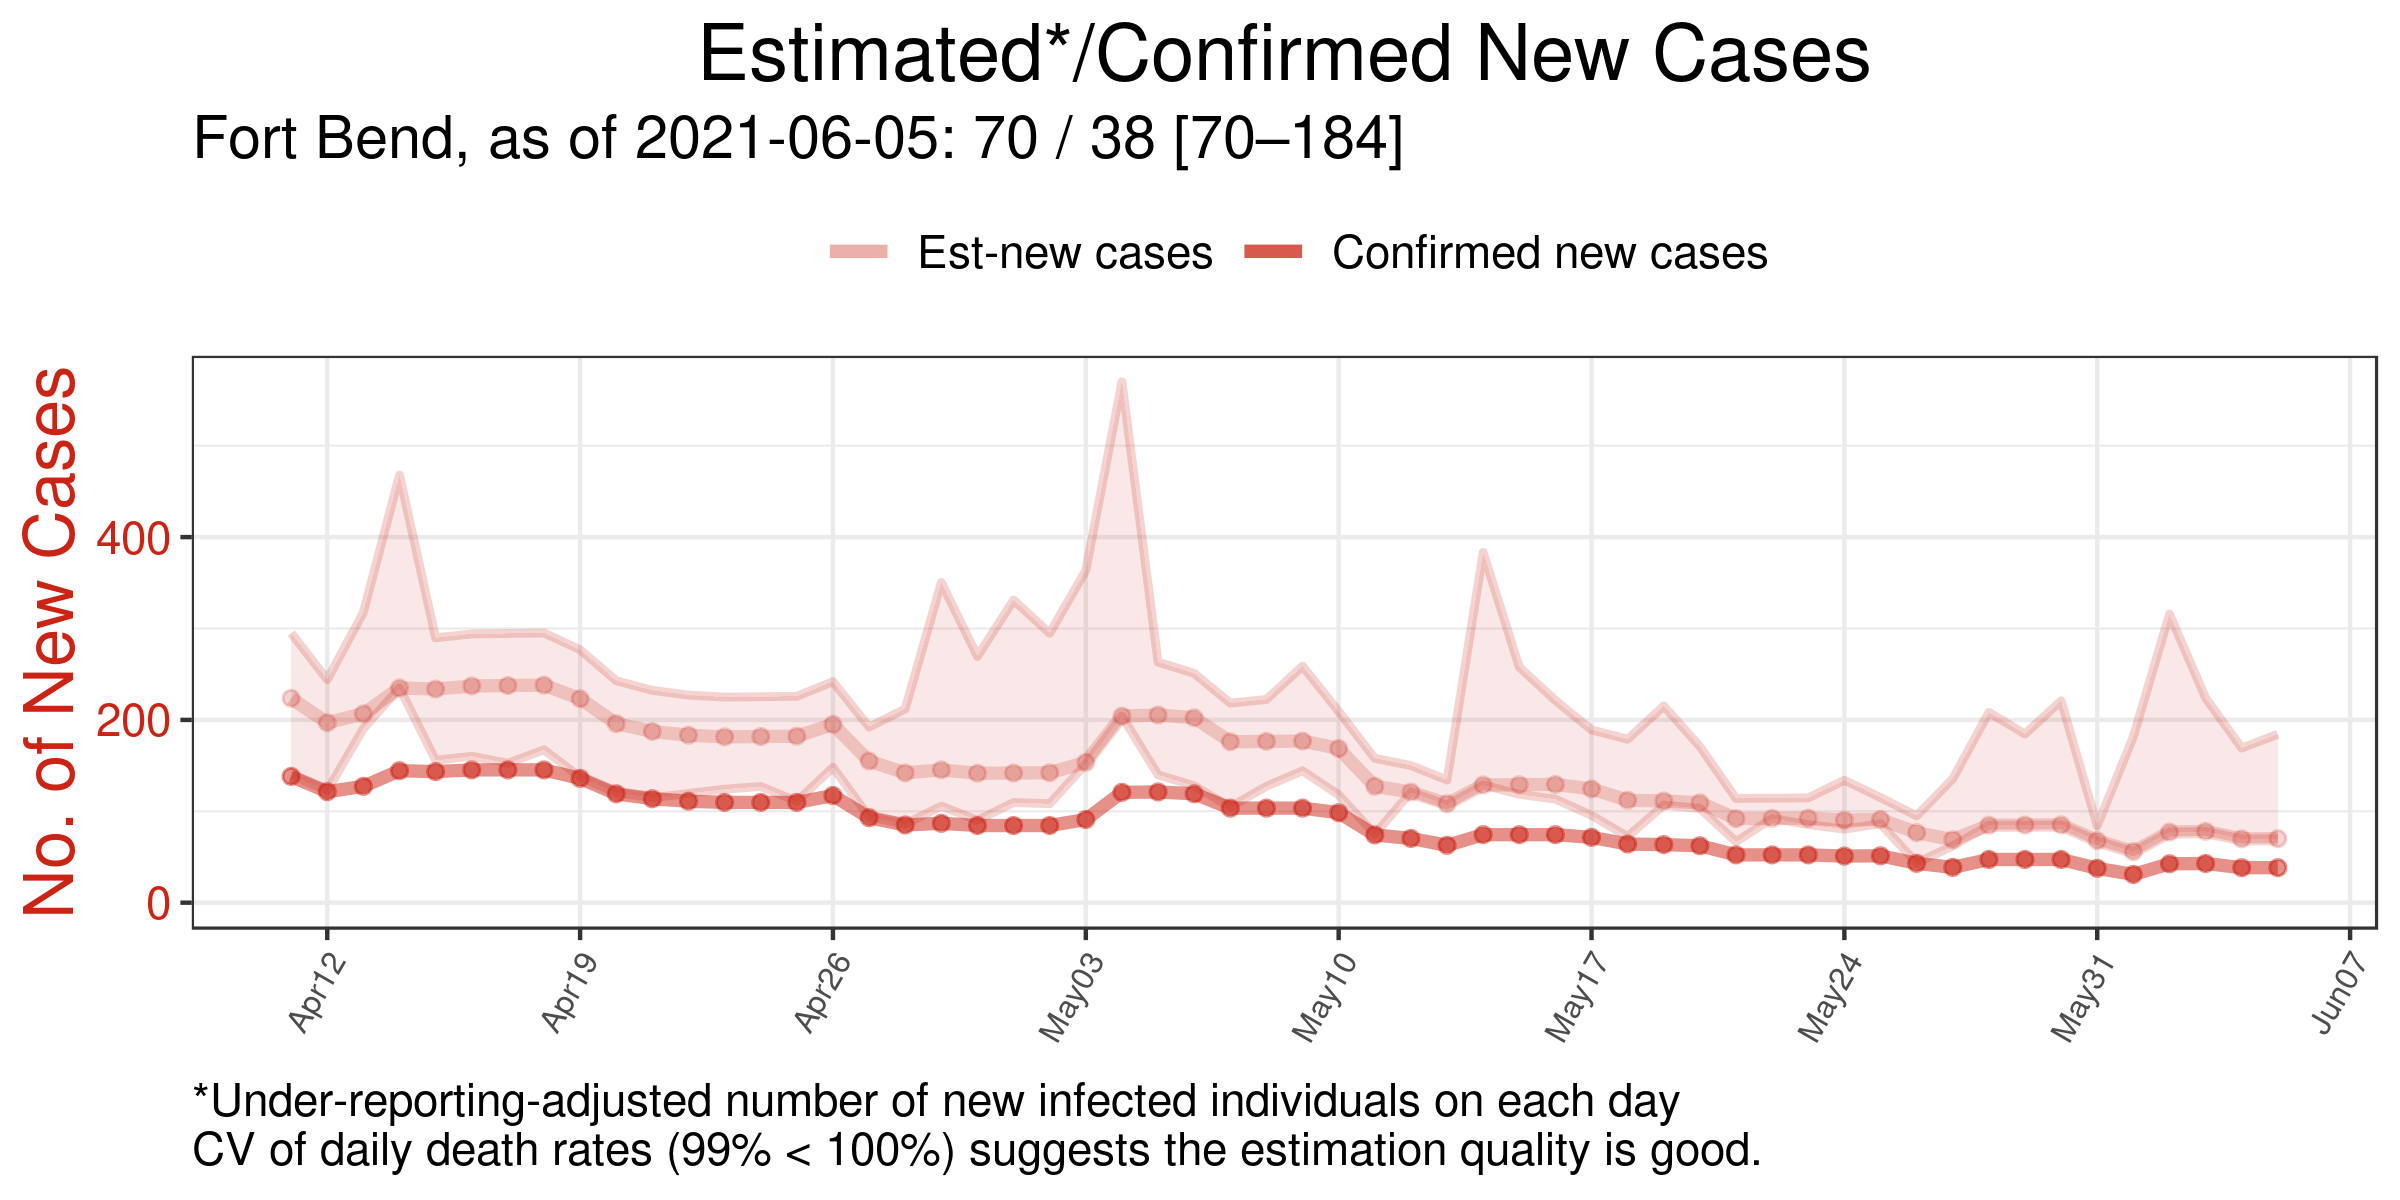 Estimated*/Confirmed New Cases
Fort Bend, as of 2021-06-05: 70 / 38 [70–184]
Est-new cases Confirmed new cases
No. of New Cases
400
200
0
Apr12 Apr19 Apr26 May03 May10 May17 May24 May31 Jun07
*Under-reporting-adjusted number of new infected individuals on each day
CV of daily death rates (99% < 100%) suggests the estimation quality is good.